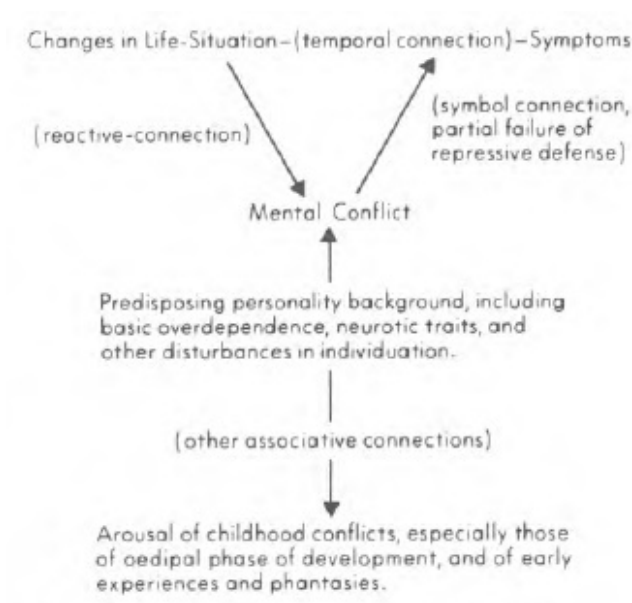 Changes in Life-Situation–(temporal connection)–Symptoms
(reactive-connection)
(symbol connection,
partial failure of
repressive defense)
Mental Conflict
Predisposing personality background, including
basic overdependence, neurotic traits, and
other disturbances in individuation.
(other associative connections)
Arousal of childhood conflicts, especially those
of oedipal phase of development, and of early
experiences and phantasies.